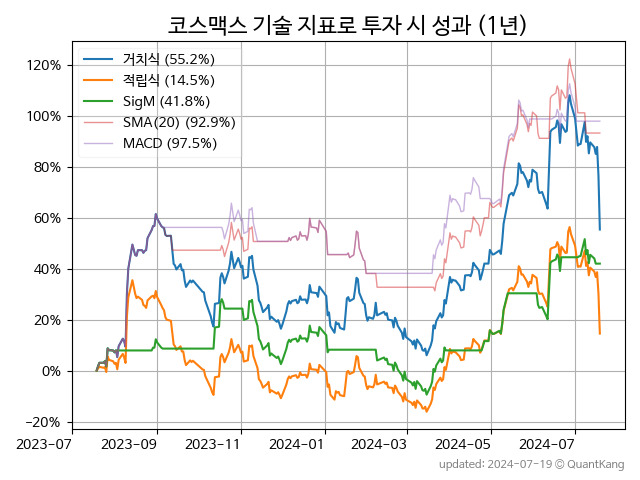 코스맥스 기술 지표로 투자 시 성과 (1년)
거치식 (55.2%)
적립식 (14.5%)
SigM (41.8%)
SMA(20) (92.9%)
MACD (97.5%)
120%
100%
80%
60%
40%
20%
0%
−20%
2023-07 2023-09 2023-11 2024-01 2024-03 2024-05 2024-07
updated: 2024-07-19 © QuantKang